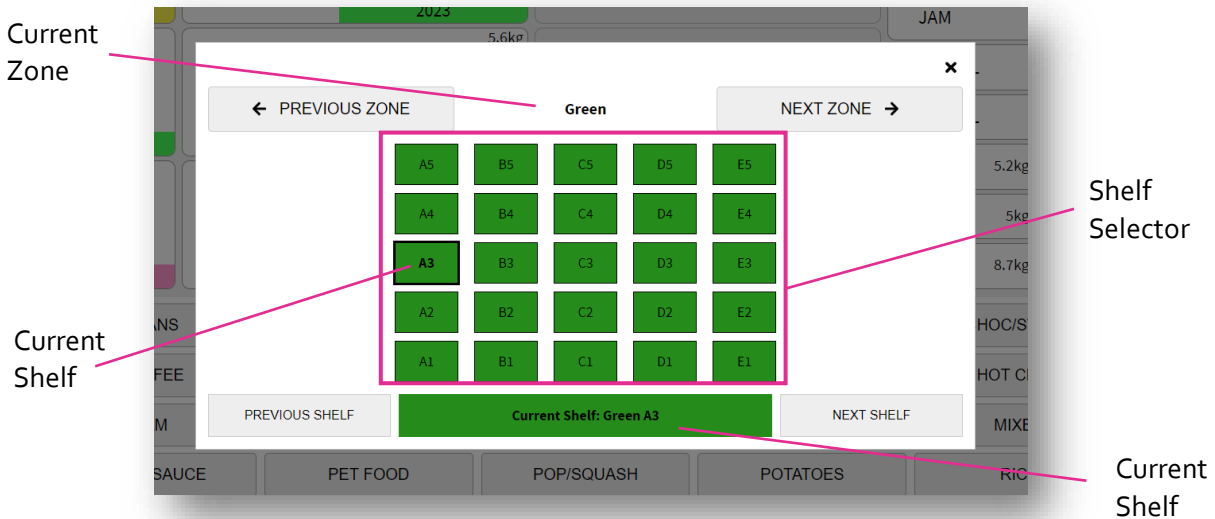 2023
JAM
5.6kg
Current
Zone
← PREVIOUS ZONE
Green
NEXT ZONE →
A5 B5 C5 D5 E5
5.2kg
Shelf
Selector
A4 B4 C4 D4 E4
5kg
A3 B3 C3 D3 E3
8.7kg
A2 B2 C2 D2 E2
Current
Shelf
A1 B1 C1 D1 E1
HOT
PREVIOUS SHELF
Current Shelf: Green A3
NEXT SHELF
SAUCE
PET FOOD
POP/SQUASH
POTATOES
Current
Shelf